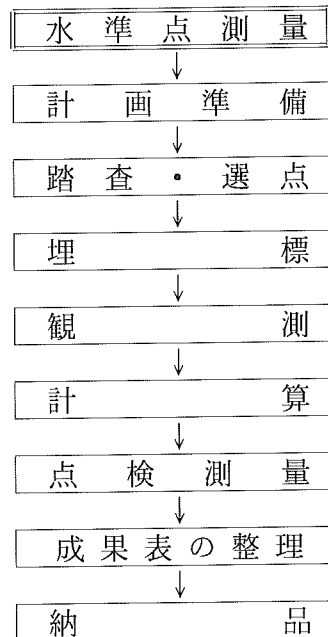 水準点測量
計画準備
踏査・選点
埋標
観測
計算
点検測量
成果表の整理
納品